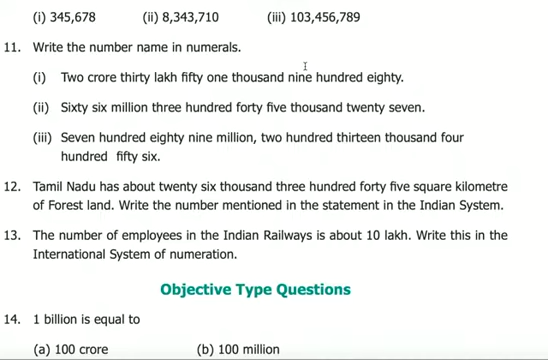 (i) 345,678 (ii) 8,343,710 (iii) 103,456,789
11. Write the number name in numerals.
(i) Two crore thirty lakh fifty one thousand nine hundred eighty.
(ii) Sixty six million three hundred forty five thousand twenty seven.
(iii) Seven hundred eighty nine million, two hundred thirteen thousand four
hundred fifty six.
12. Tamil Nadu has about twenty six thousand three hundred forty five square kilometre
of Forest land. Write the number mentioned in the statement in the Indian System.
13. The number of employees in the Indian Railways is about 10 lakh. Write this in the
International System of numeration.
Objective Type Questions
14. 1 billion is equal to
(a) 100 crore (b) 100 million